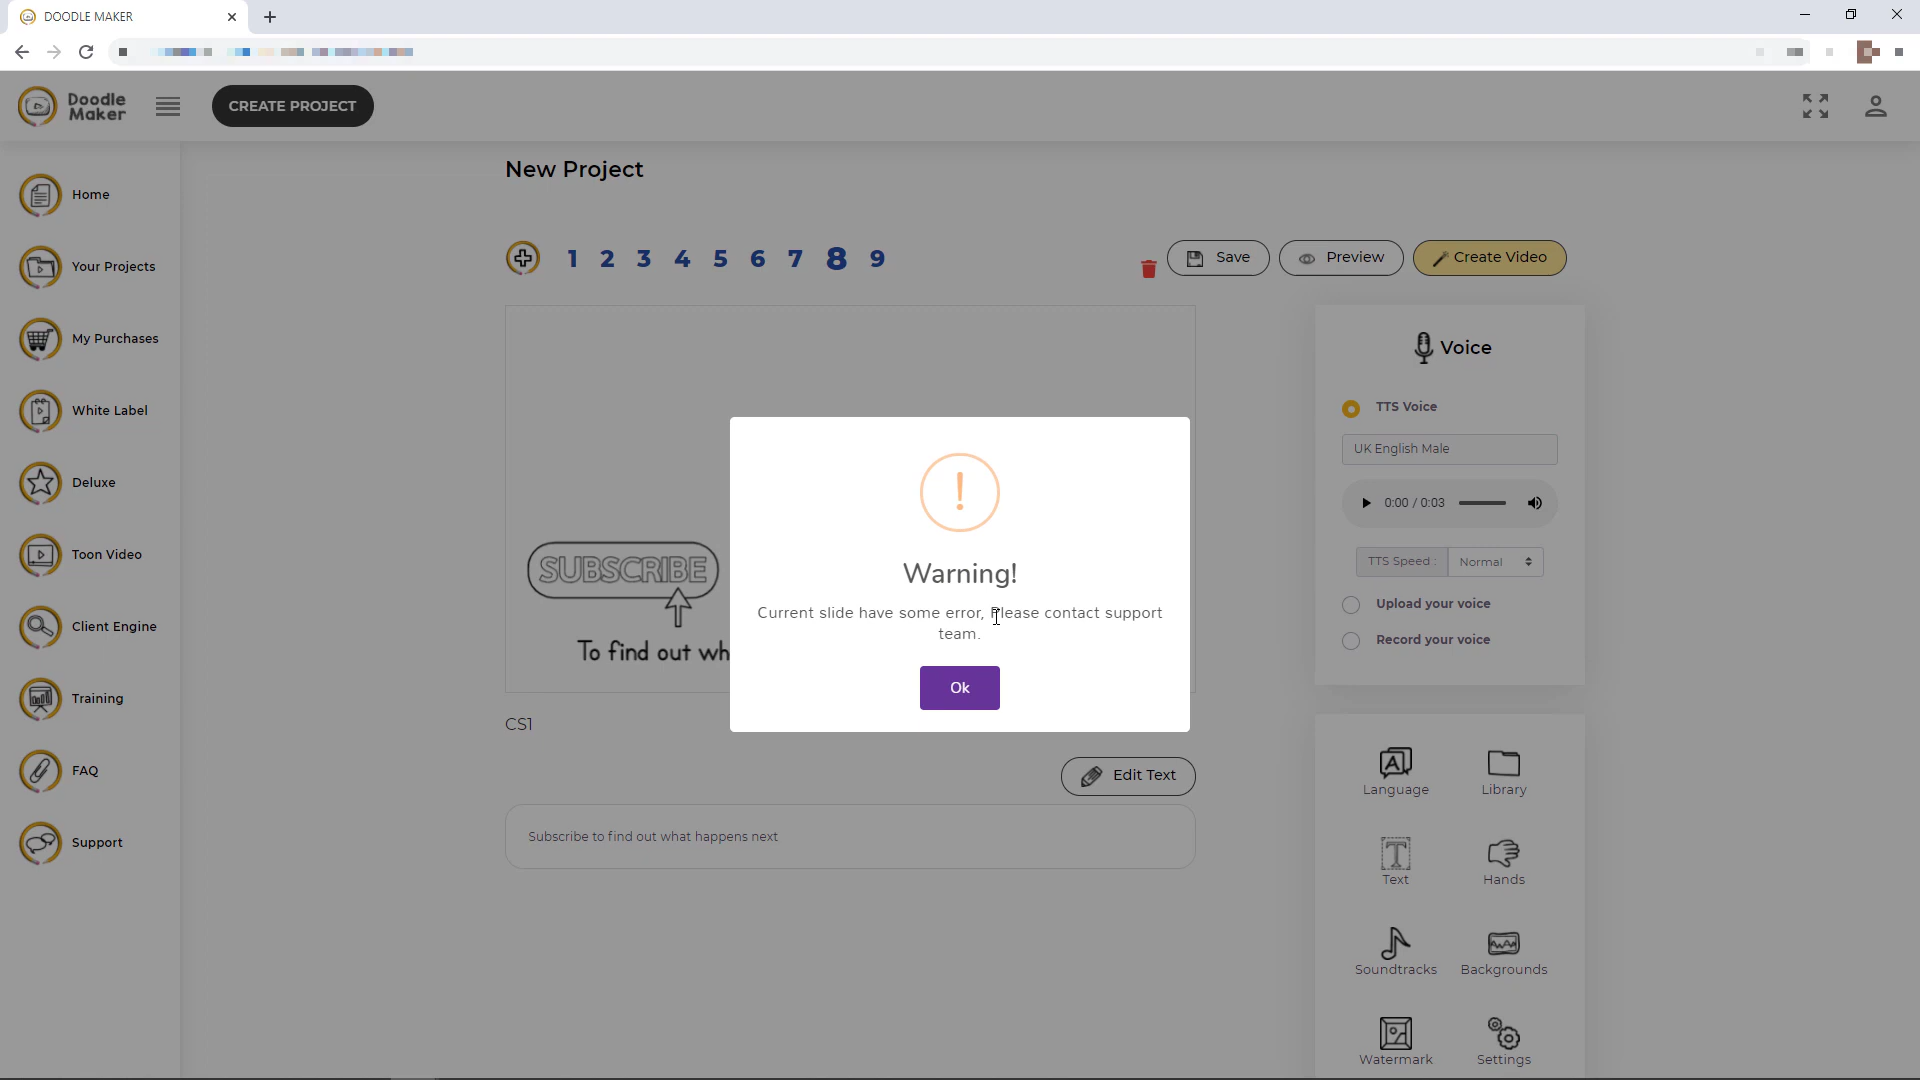 DOODLE MAKER
Doodle
Maker
CREATE PROJECT
Home
Your Projects
My Purchases
White Label
Deluxe
Toon Video
Client Engine
Training
FAQ
Support
New Project
1 2 3 4 5 6 7 8 9
Save
Preview
Create Video
SUBSCRIBE
To find out wh
Warning!
Current slide have some error, Please contact support
team.
Ok
CS1
Edit Text
Subscribe to find out what happens next
Voice
TTS Voice
UK English Male
0:00 / 0:03
TTS Speed :
Normal
Upload your voice
Record your voice
Language
Library
Text
Hands
Soundtracks
Backgrounds
Watermark
Settings